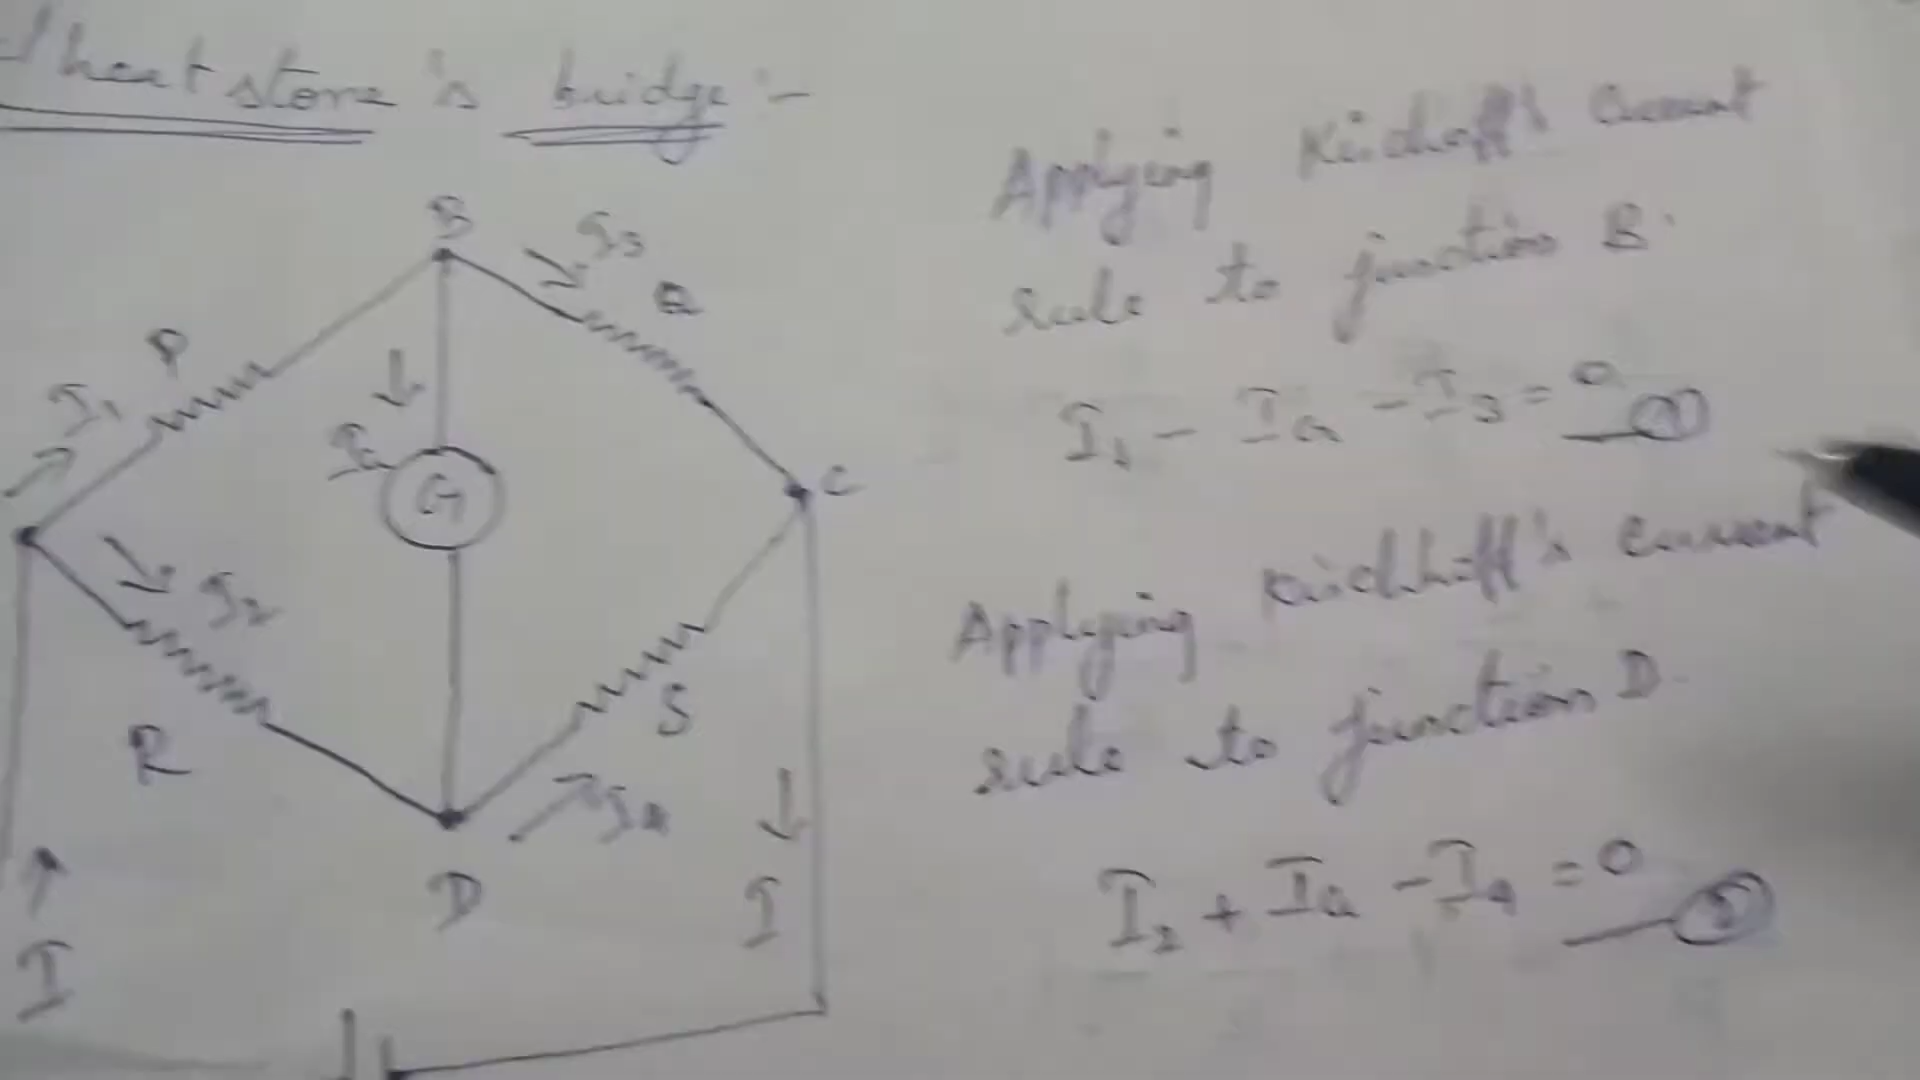 heatstone's bridge :-
B
I3
Q
P
I1
IG
G
C
I2
R
S
I4
D
I
I
Applying Kirchoff's current
rule to junction B.
I1 - IG - I3 = 0 ①
Applying Kirchhoff's current
rule to junction D.
I2 + IG - I4 = 0 ②